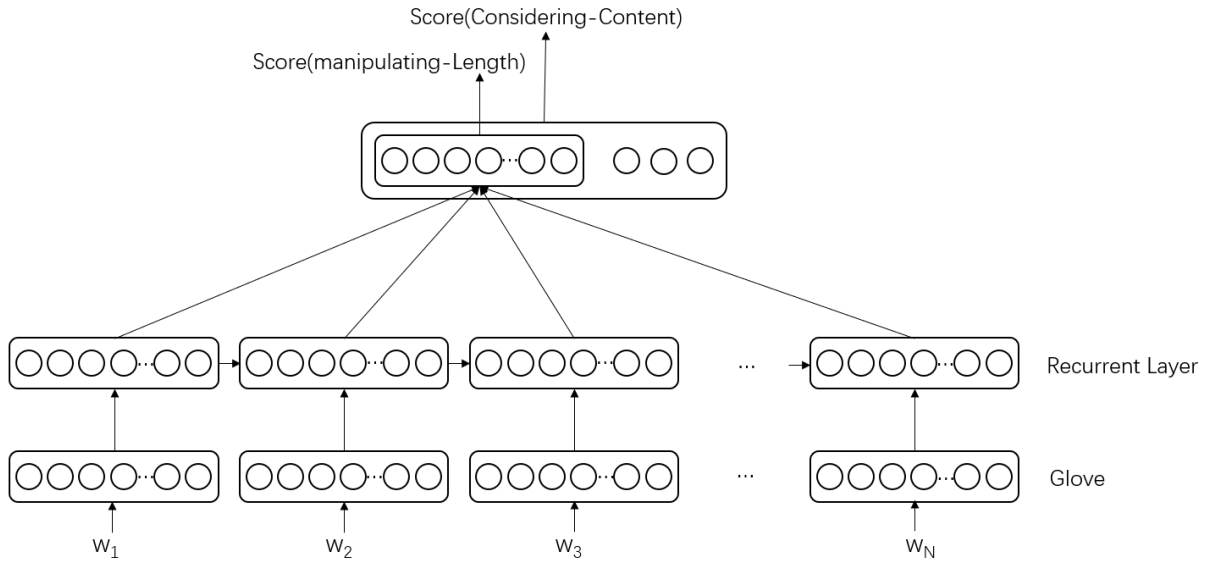 Score(Considering-Content)
Score(manipulating-Length)
...
...
... ... ... ... ... Recurrent Layer
... ... ... ... ... Glove
w1 w2 w3 wN